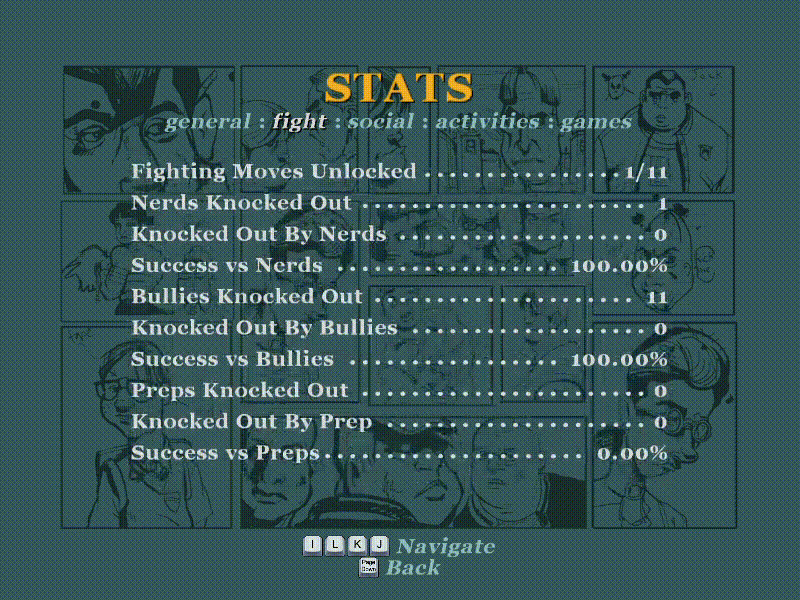 STATS
general : fight : social : activities : games
Fighting Moves Unlocked ................ 1/11
Nerds Knocked Out ...................... 1
Knocked Out By Nerds ................... 0
Success vs Nerds ................. 100.00%
Bullies Knocked Out .................... 11
Knocked Out By Bullies .................. 0
Success vs Bullies ................ 100.00%
Preps Knocked Out ...................... 0
Knocked Out By Prep .................... 0
Success vs Preps..................... 0.00%
I L K J Navigate
Page Down Back